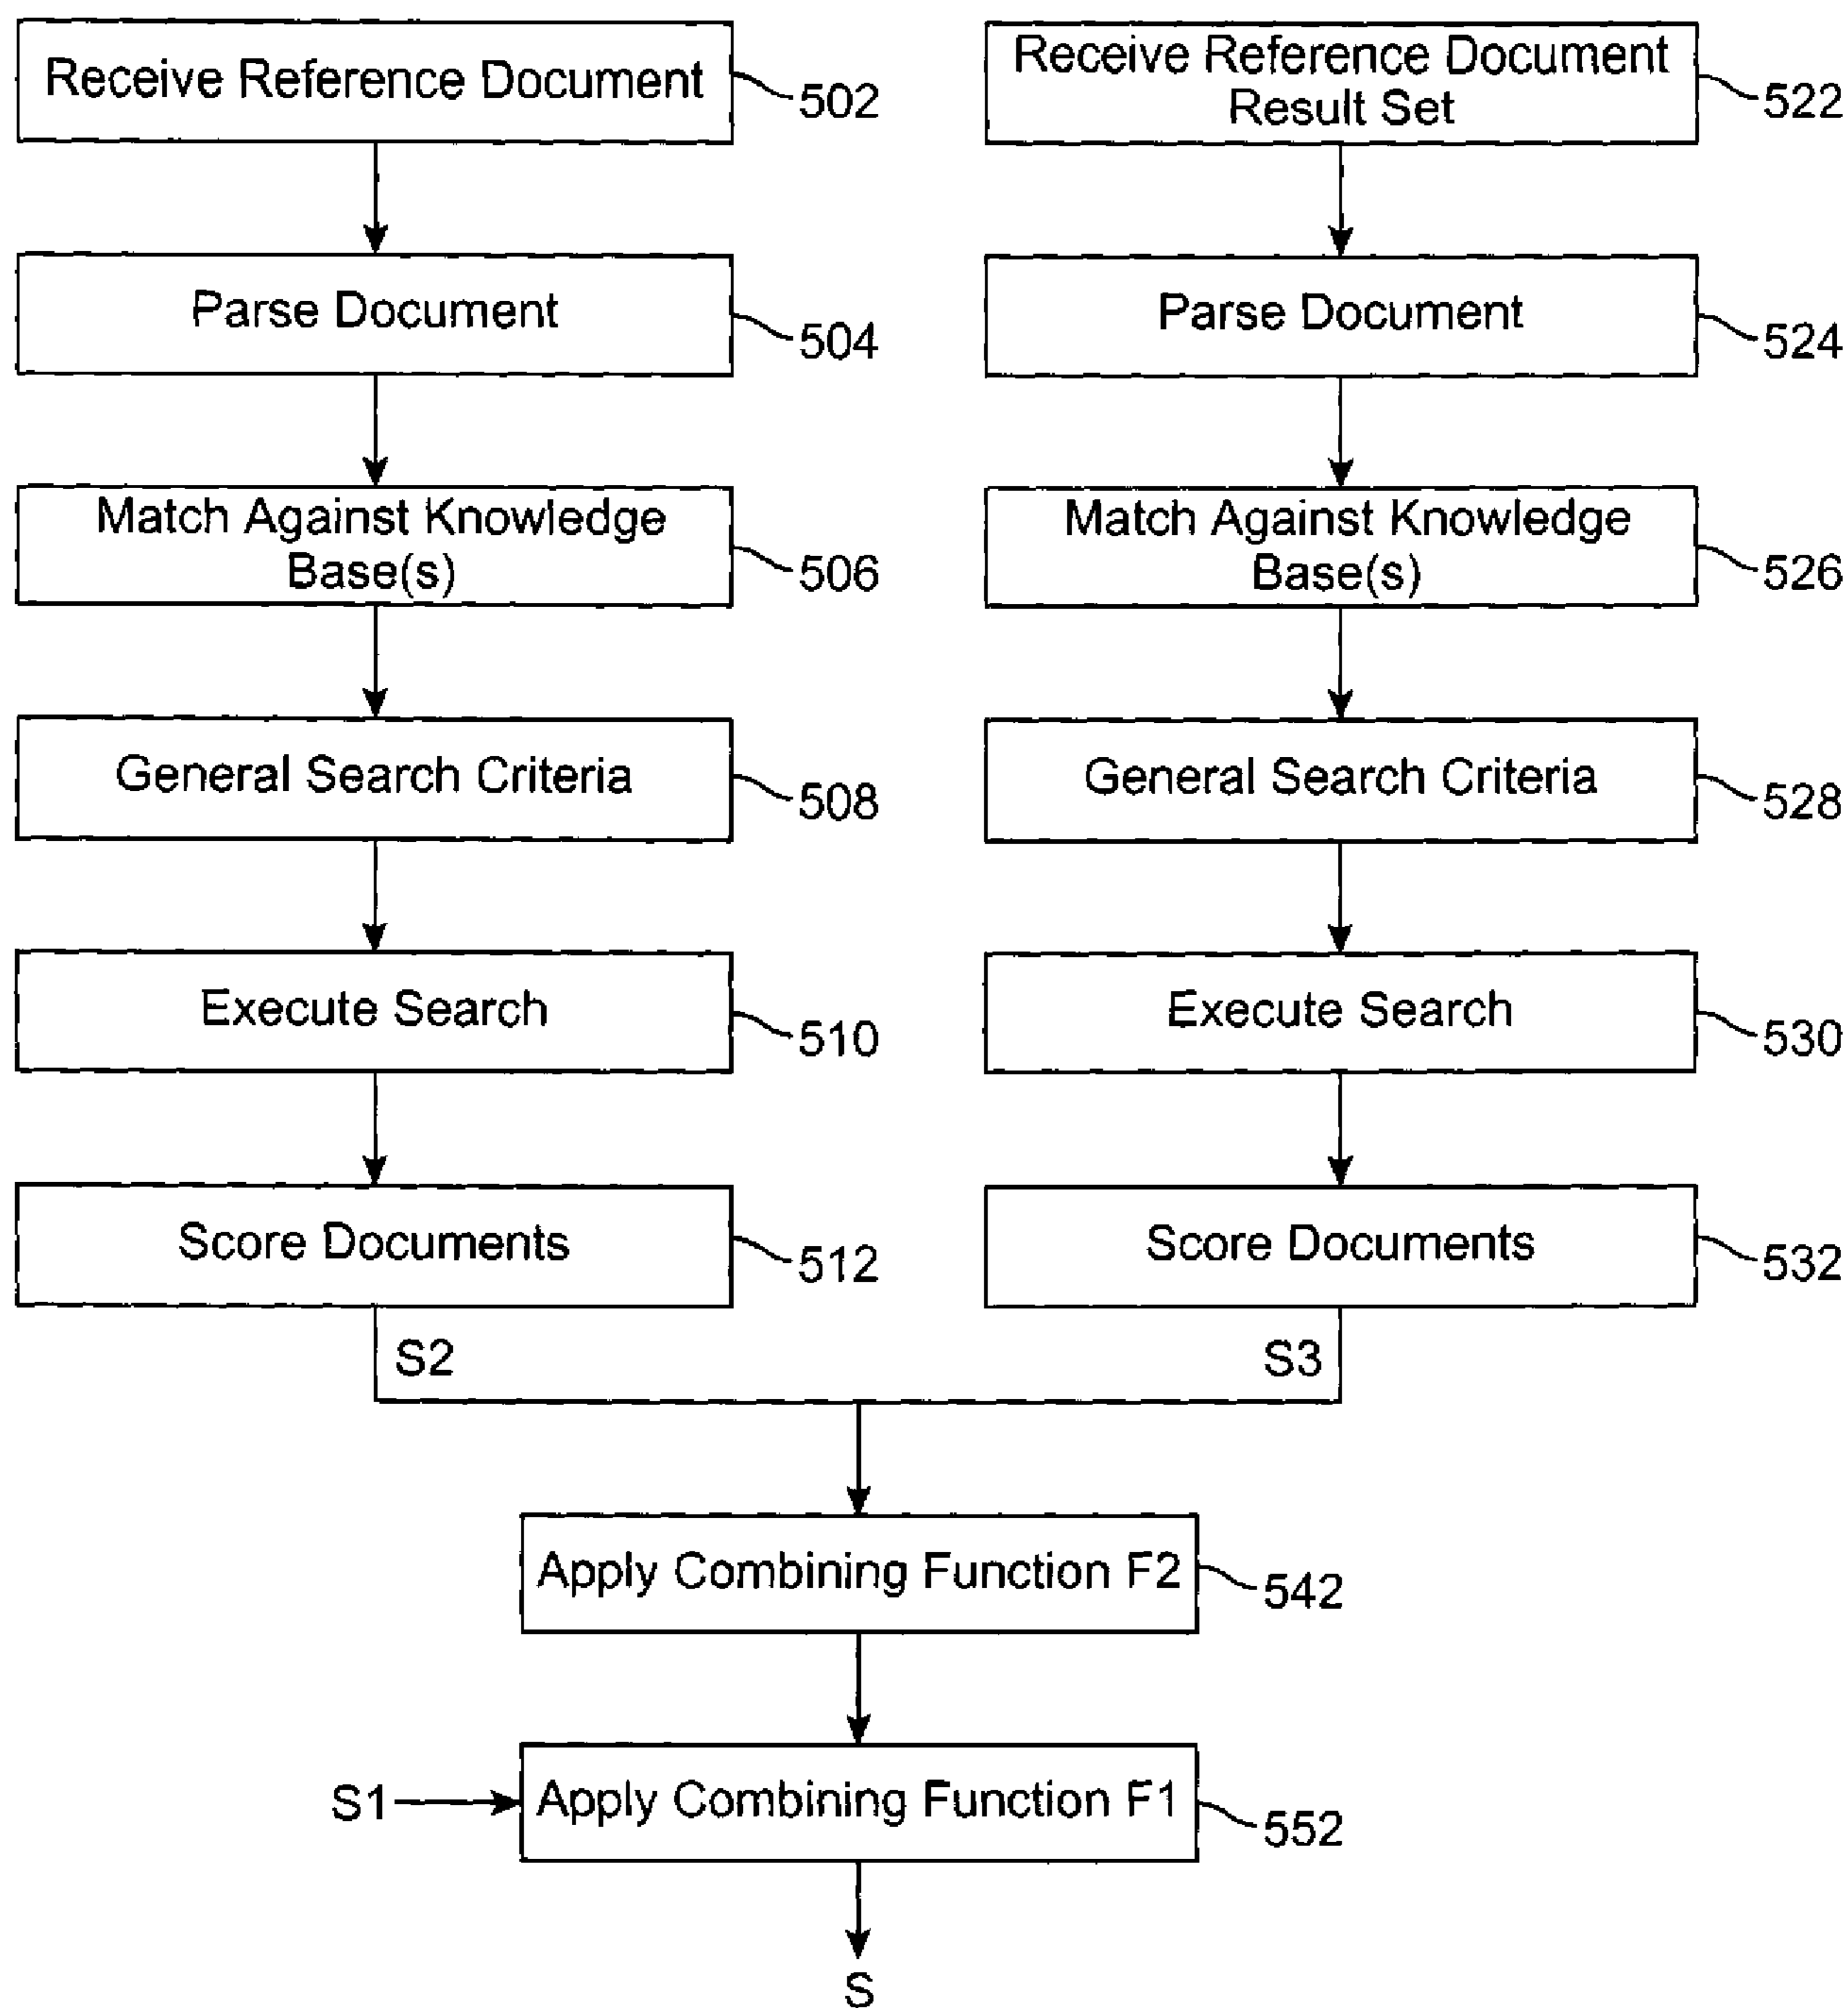 Receive Reference Document
502
Parse Document
504
Match Against Knowledge
Base(s)
506
General Search Criteria
508
Execute Search
510
Score Documents
512
S2
Receive Reference Document
Result Set
522
Parse Document
524
Match Against Knowledge
Base(s)
526
General Search Criteria
528
Execute Search
530
Score Documents
532
S3
Apply Combining Function F2
542
S1
Apply Combining Function F1
552
S